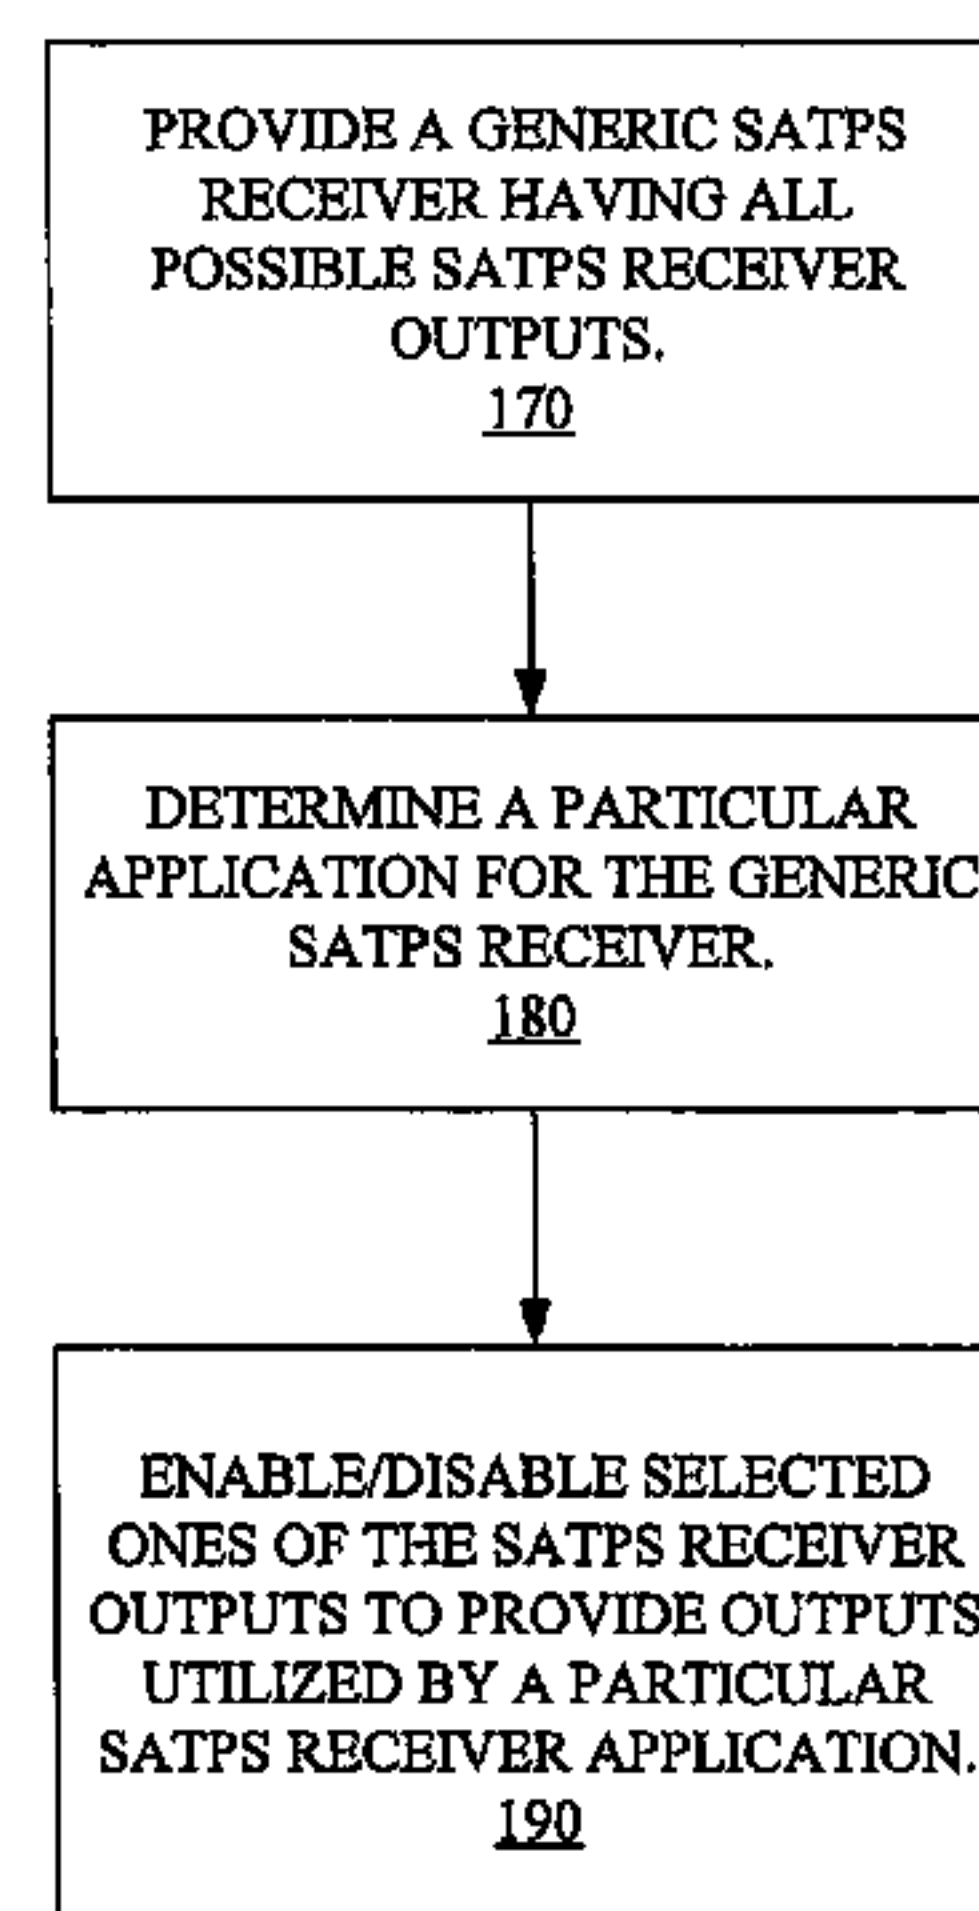 PROVIDE A GENERIC SATPS
RECEIVER HAVING ALL
POSSIBLE SATPS RECEIVER
OUTPUTS.
170
DETERMINE A PARTICULAR
APPLICATION FOR THE GENERIC
SATPS RECEIVER.
180
ENABLE/DISABLE SELECTED
ONES OF THE SATPS RECEIVER
OUTPUTS TO PROVIDE OUTPUTS
UTILIZED BY A PARTICULAR
SATPS RECEIVER APPLICATION.
190